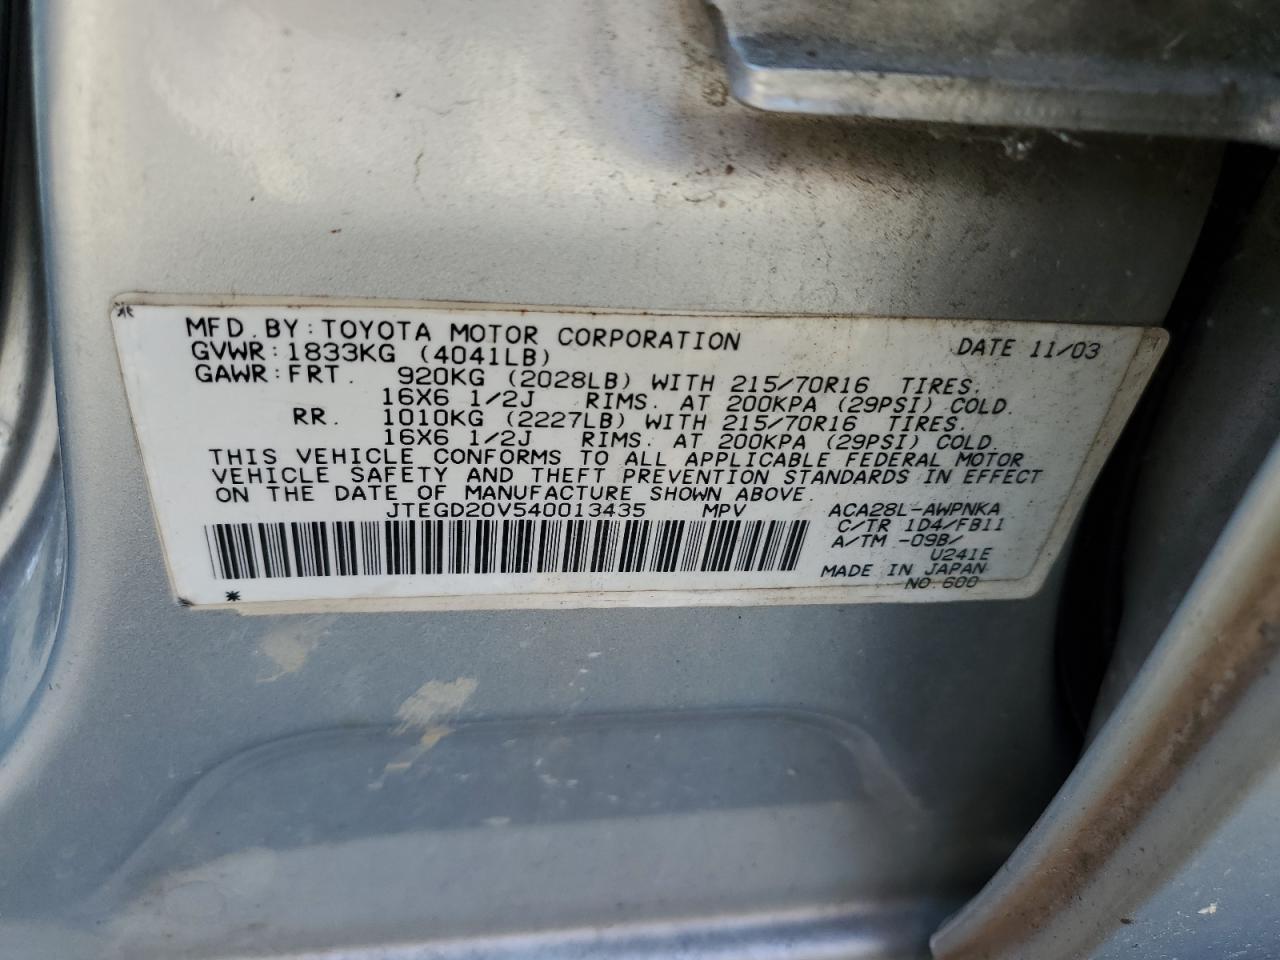 MFD. BY: TOYOTA MOTOR CORPORATION DATE 11/03
GVWR: 1833KG (4041LB)
GAWR: FRT. 920KG (2028LB) WITH 215/70R16 TIRES.
16X6 1/2J RIMS. AT 200KPA (29PSI) COLD.
RR. 1010KG (2227LB) WITH 215/70R16 TIRES.
16X6 1/2J RIMS. AT 200KPA (29PSI) COLD.
THIS VEHICLE CONFORMS TO ALL APPLICABLE FEDERAL MOTOR
VEHICLE SAFETY AND THEFT PREVENTION STANDARDS IN EFFECT
ON THE DATE OF MANUFACTURE SHOWN ABOVE.
JTEGD20V540013435 MPV ACA28L-AWPNKA
C/TR 1D4/FB11
A/TM -09B/
U241E
MADE IN JAPAN
NO. 600